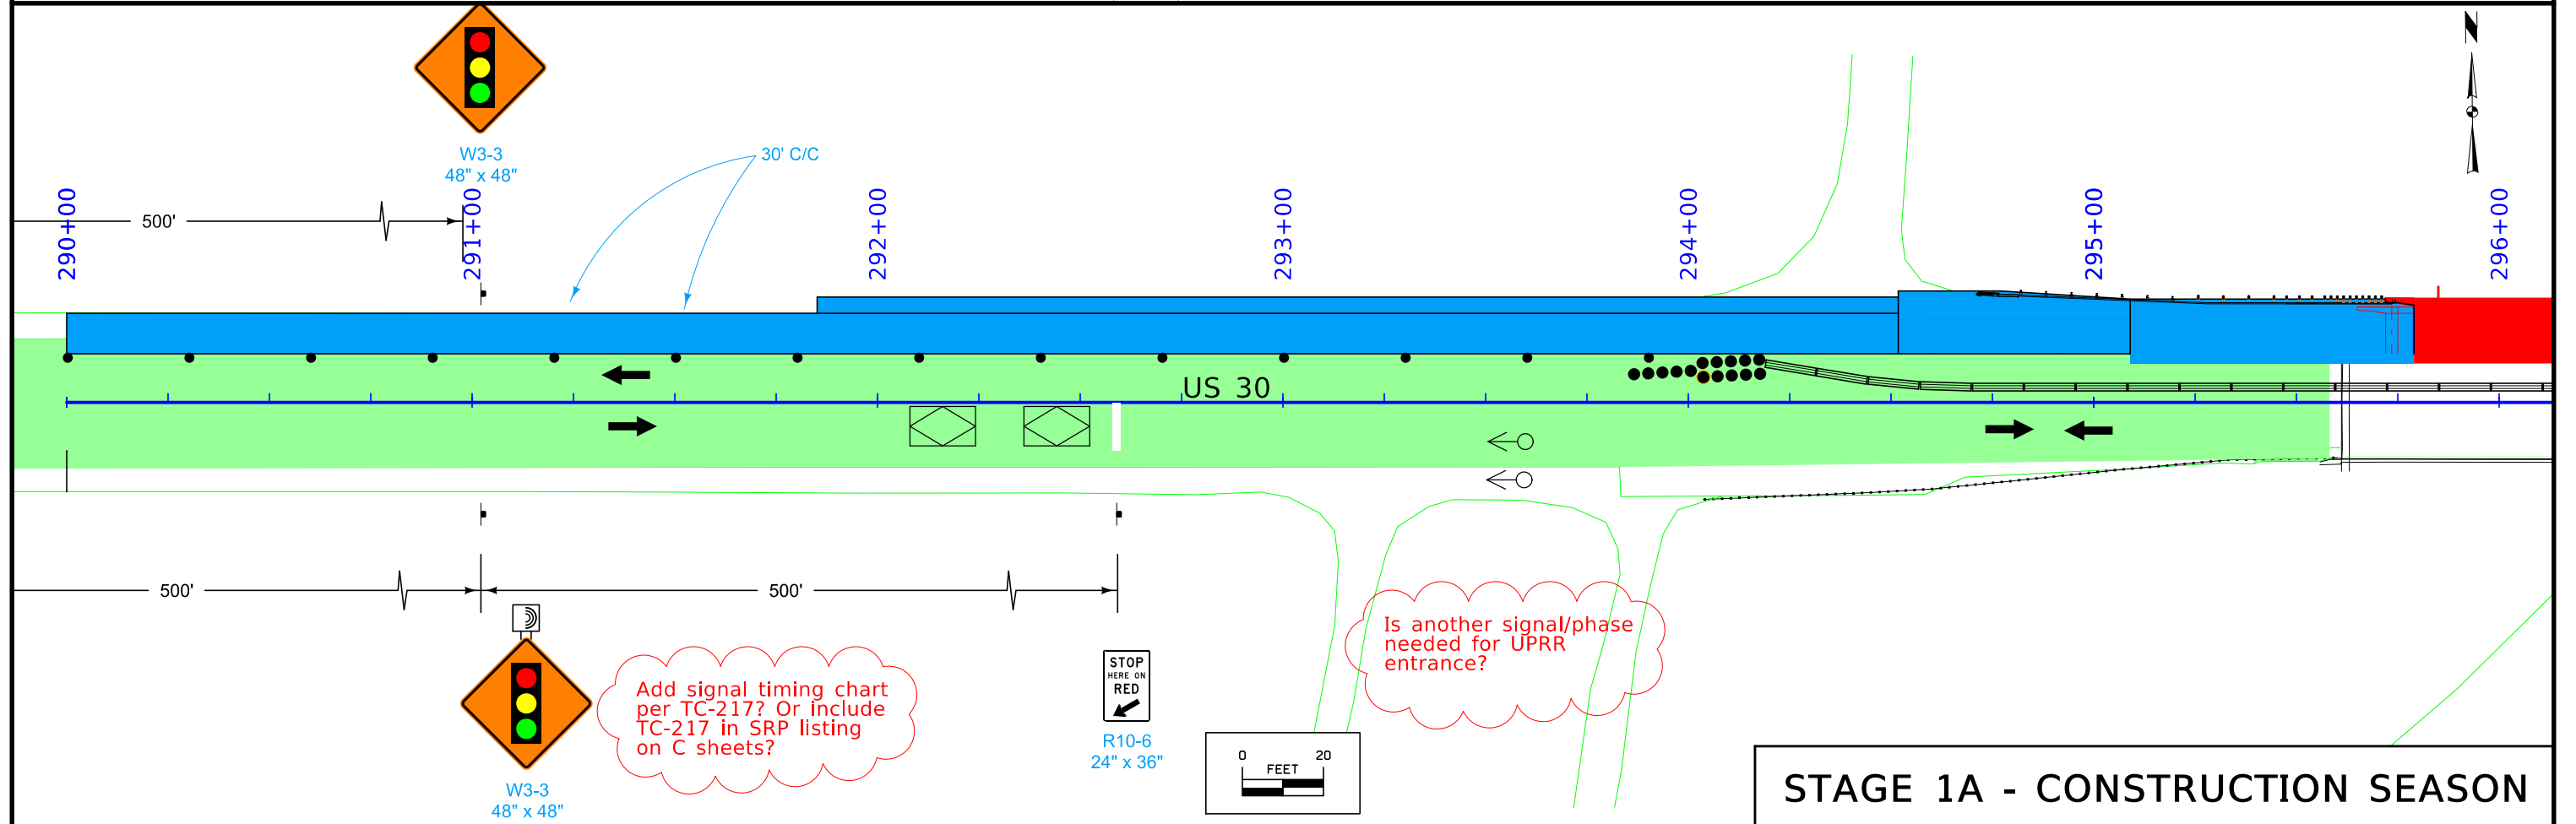 N
W3-3
48" x 48"
30' C/C
500'
290+00
291+00
292+00
293+00
294+00
295+00
296+00
US 30
500'
500'
STOP
HERE ON
RED
R10-6
24" x 36"
W3-3
48" x 48"
Add signal timing chart
per TC-217? Or include
TC-217 in SRP listing
on C sheets?
Is another signal/phase
needed for UPRR
entrance?
0 20
FEET
STAGE 1A - CONSTRUCTION SEASON